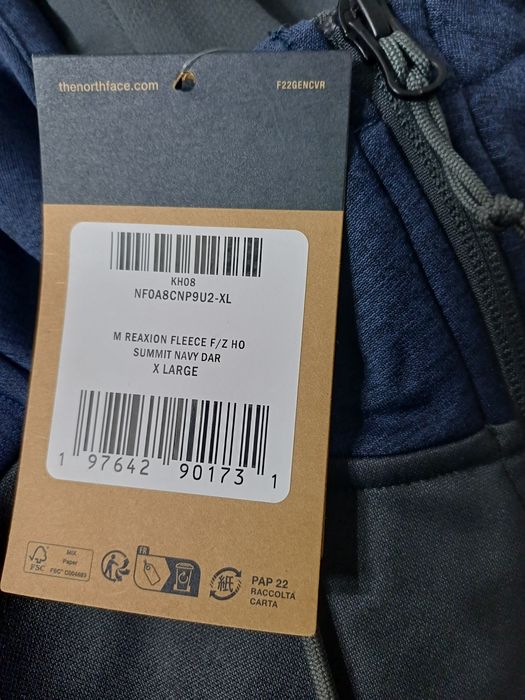 thenorthface.com
F22GENCVR
KH08
NF0A8CNP9U2-XL
M REAXION FLEECE F/Z HO
SUMMIT NAVY DAR
X LARGE
1 97642 90173 1
FSC
MIX
Paper
FSC® C004693
FR
PAP 22
RACCOLTA
CARTA